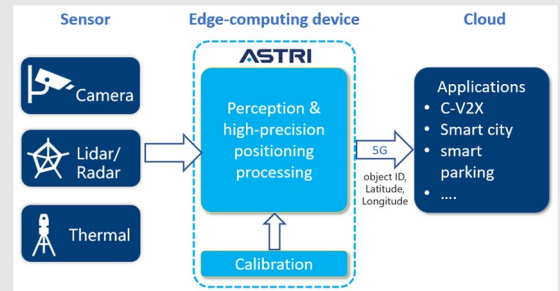 Sensor
Edge-computing device
Cloud
Camera
Lidar/
Radar
Thermal
ASTRI
Perception &
high-precision
positioning
processing
Calibration
5G
object ID,
Latitude,
Longitude
Applications
• C-V2X
• Smart city
• smart
parking
• ....